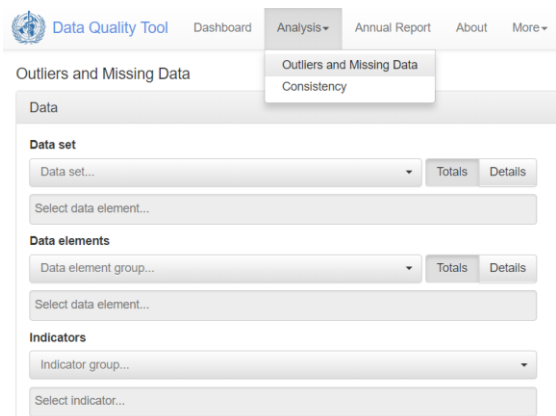 Data Quality Tool Dashboard Analysis Annual Report About More
Outliers and Missing Data
Consistency
Outliers and Missing Data
Data
Data set
Data set... Totals Details
Select data element...
Data elements
Data element group... Totals Details
Select data element...
Indicators
Indicator group...
Select indicator...